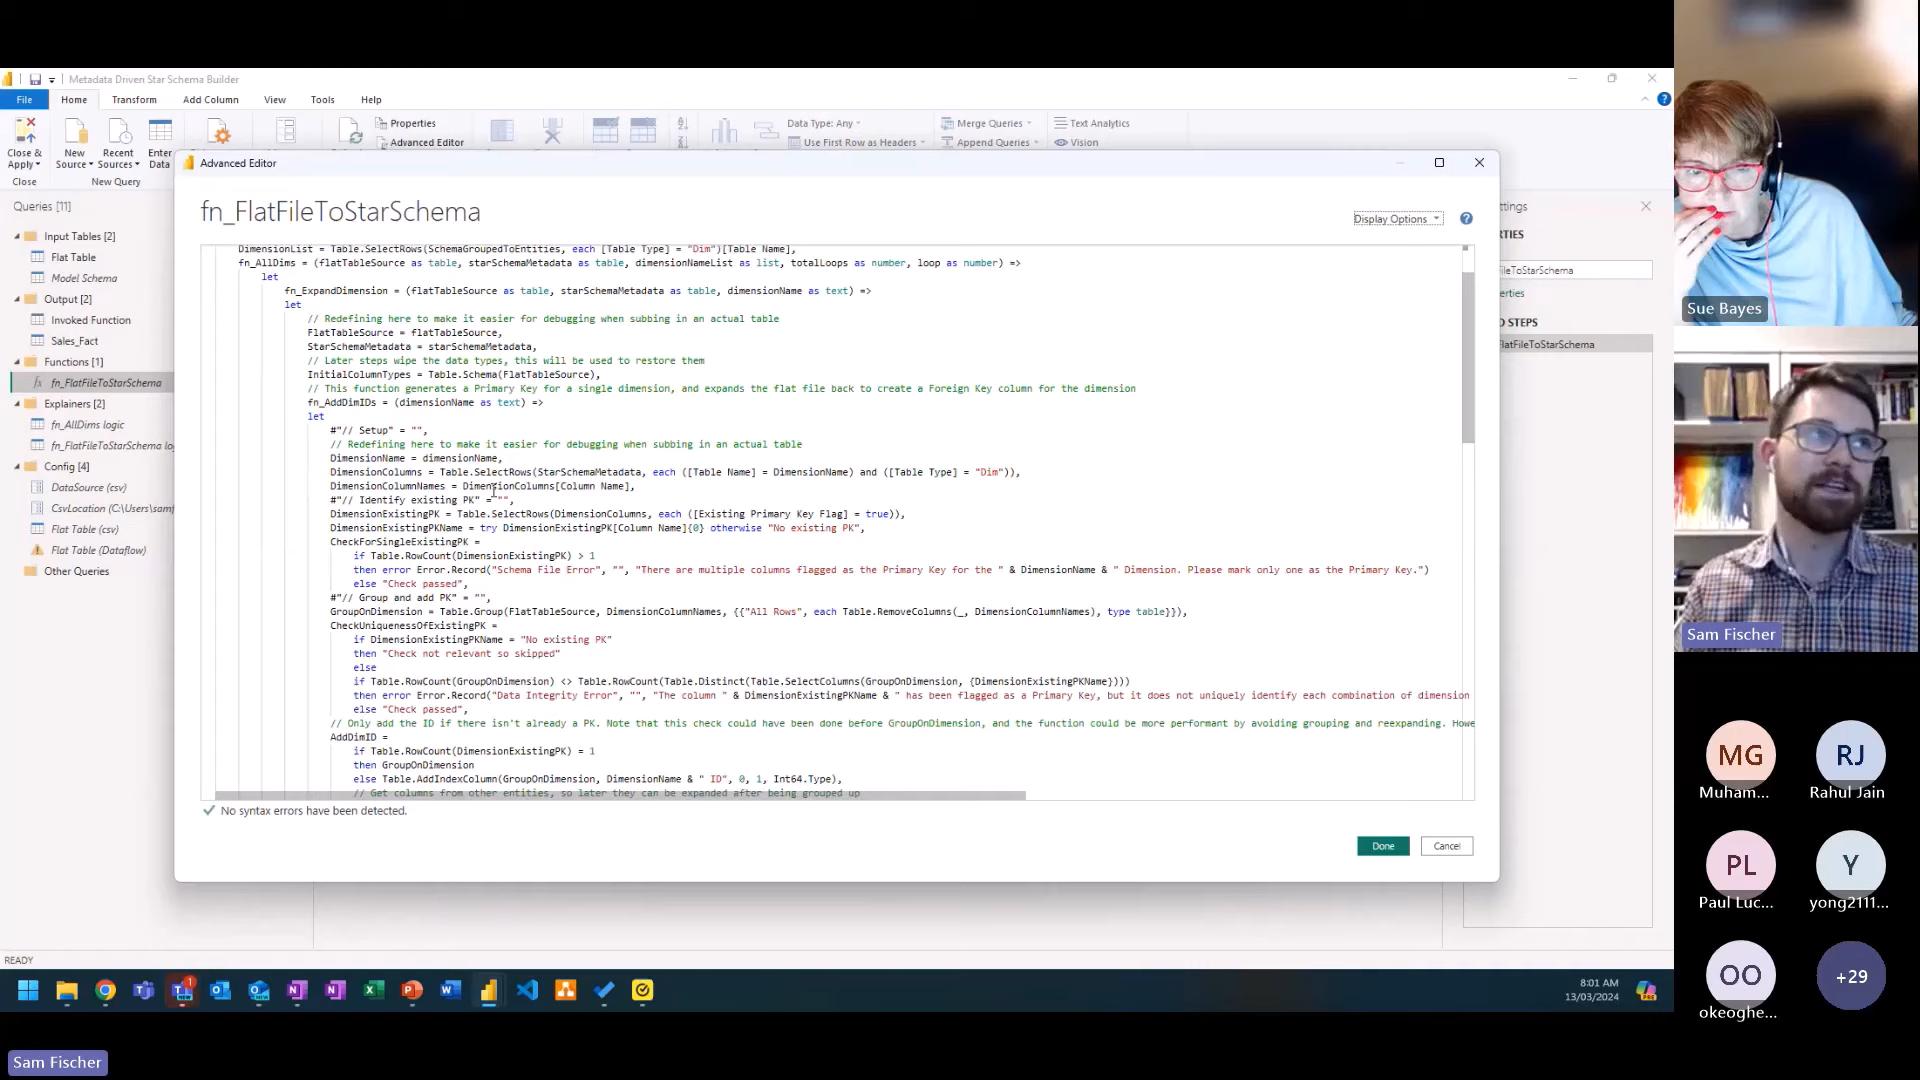 Metadata Driven Star Schema Builder
File Home Transform Add Column View Tools Help
Close & Apply
New Source
Recent Sources
Enter Data
Properties
Advanced Editor
Data Type: Any
Use First Row as Headers
Merge Queries
Append Queries
Text Analytics
Vision
Close
New Query
Queries [11]
Input Tables [2]
Flat Table
Model Schema
Output [2]
Invoked Function
Sales_Fact
Functions [1]
fx fn_FlatFileToStarSchema
Explainers [2]
fn_AllDims logic
fn_FlatFileToStarSchema lo
Config [4]
DataSource (csv)
CsvLocation (C:\Users\samf
Flat Table (csv)
Flat Table (Dataflow)
Other Queries
Advanced Editor
fn_FlatFileToStarSchema
Display Options
DimensionList = Table.SelectRows(SchemaGroupedToEntities, each [Table Type] = "Dim")[Table Name],
fn_AllDims = (flatTableSource as table, starSchemaMetadata as table, dimensionNameList as list, totalLoops as number, loop as number) =>
let
fn_ExpandDimension = (flatTableSource as table, starSchemaMetadata as table, dimensionName as text) =>
let
// Redefining here to make it easier for debugging when subbing in an actual table
FlatTableSource = flatTableSource,
StarSchemaMetadata = starSchemaMetadata,
// Later steps wipe the data types, this will be used to restore them
InitialColumnTypes = Table.Schema(FlatTableSource),
// This function generates a Primary Key for a single dimension, and expands the flat file back to create a Foreign Key column for the dimension
fn_AddDimIDs = (dimensionName as text) =>
let
#"// Setup" = "",
// Redefining here to make it easier for debugging when subbing in an actual table
DimensionName = dimensionName,
DimensionColumns = Table.SelectRows(StarSchemaMetadata, each ([Table Name] = DimensionName) and ([Table Type] = "Dim")),
DimensionColumnNames = DimensionColumns[Column Name],
#"// Identify existing PK" = "",
DimensionExistingPK = Table.SelectRows(DimensionColumns, each ([Existing Primary Key Flag] = true)),
DimensionExistingPKName = try DimensionExistingPK[Column Name]{0} otherwise "No existing PK",
CheckForSingleExistingPK =
if Table.RowCount(DimensionExistingPK) > 1
then error Error.Record("Schema File Error", "", "There are multiple columns flagged as the Primary Key for the " & DimensionName & " Dimension. Please mark only one as the Primary Key.")
else "Check passed",
#"// Group and add PK" = "",
GroupOnDimension = Table.Group(FlatTableSource, DimensionColumnNames, {{"All Rows", each Table.RemoveColumns(_, DimensionColumnNames), type table}}),
CheckUniquenessOfExistingPK =
if DimensionExistingPKName = "No existing PK"
then "Check not relevant so skipped"
else
if Table.RowCount(GroupOnDimension) <> Table.RowCount(Table.Distinct(Table.SelectColumns(GroupOnDimension, {DimensionExistingPKName})))
then error Error.Record("Data Integrity Error", "", "The column " & DimensionExistingPKName & " has been flagged as a Primary Key, but it does not uniquely identify each combination of dimension
else "Check passed",
// Only add the ID if there isn't already a PK. Note that this check could have been done before GroupOnDimension, and the function could be more performant by avoiding grouping and reexpanding. Howe
AddDimID =
if Table.RowCount(DimensionExistingPK) = 1
then GroupOnDimension
else Table.AddIndexColumn(GroupOnDimension, DimensionName & " ID", 0, 1, Int64.Type),
// Get columns from other entities, so later they can be expanded after being grouped up
No syntax errors have been detected.
Done
Cancel
ttings
RTIES
ileToStarSchema
erties
D STEPS
FlatFileToStarSchema
READY
8:01 AM
13/03/2024
Sue Bayes
Sam Fischer
MG
Muham...
RJ
Rahul Jain
PL
Paul Luc...
Y
yong2111...
OO
okeoghe...
+29
Sam Fischer